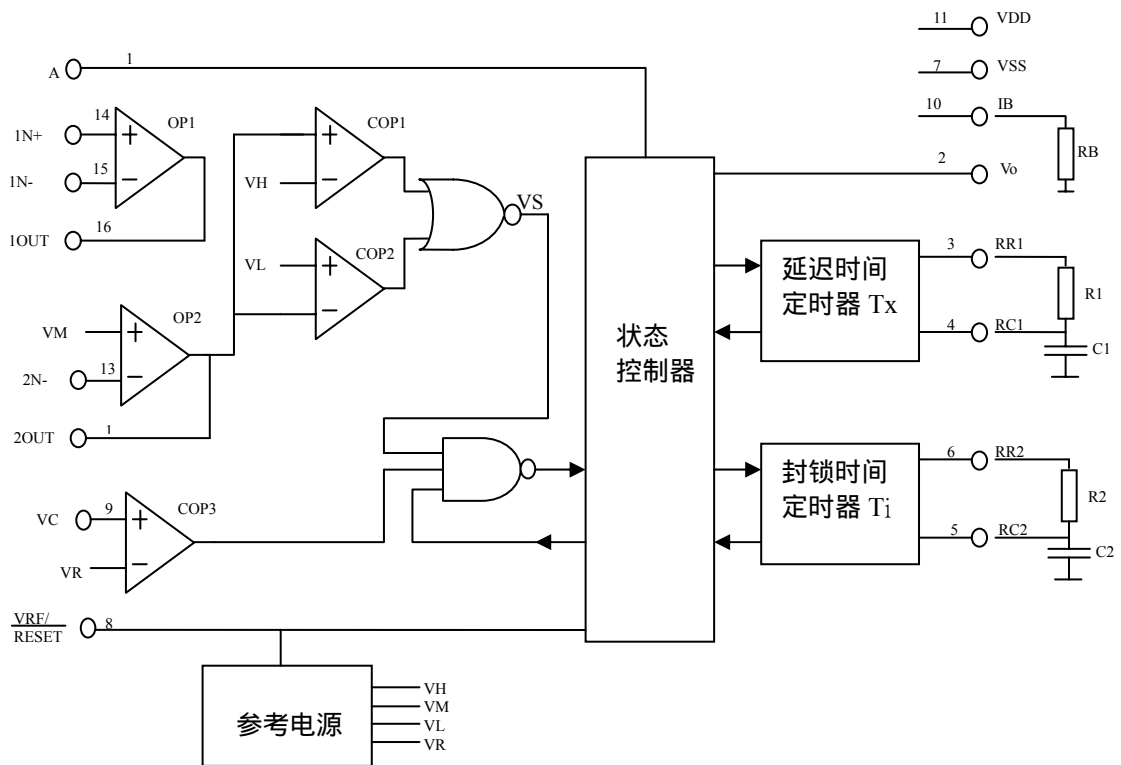 11 VDD
A 1
7 VSS
10 IB
RB
14 OP1
COP1
1N+
15
1N-
VH
2 Vo
VS
16
1OUT
3 RR1
COP2
VL
延迟时间
定时器 Tx
R1
OP2
VM
4 RC1
状态
控制器
C1
13
2N-
2OUT 1
6 RR2
封锁时间
定时器 Ti
R2
COP3
VC 9
5 RC2
C2
VR
VRF/
RESET
8
VH
VM
参考电源
VL
VR